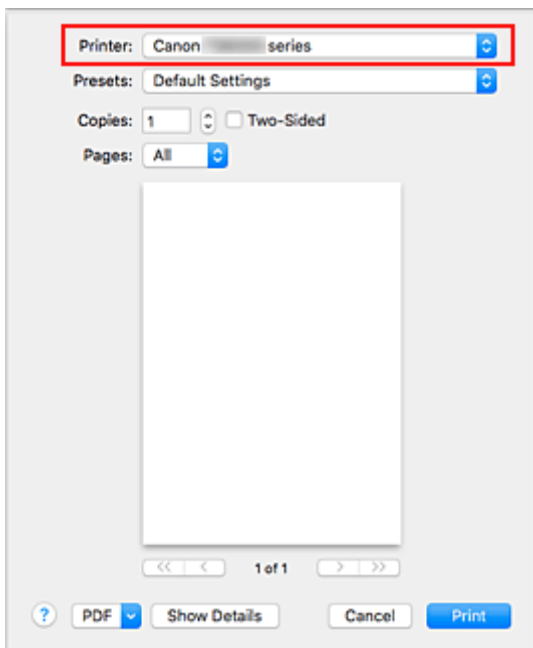 Printer: Canon series
Presets: Default Settings
Copies: 1 Two-Sided
Pages: All
<< < 1 of 1 > >>
? PDF Show Details Cancel Print